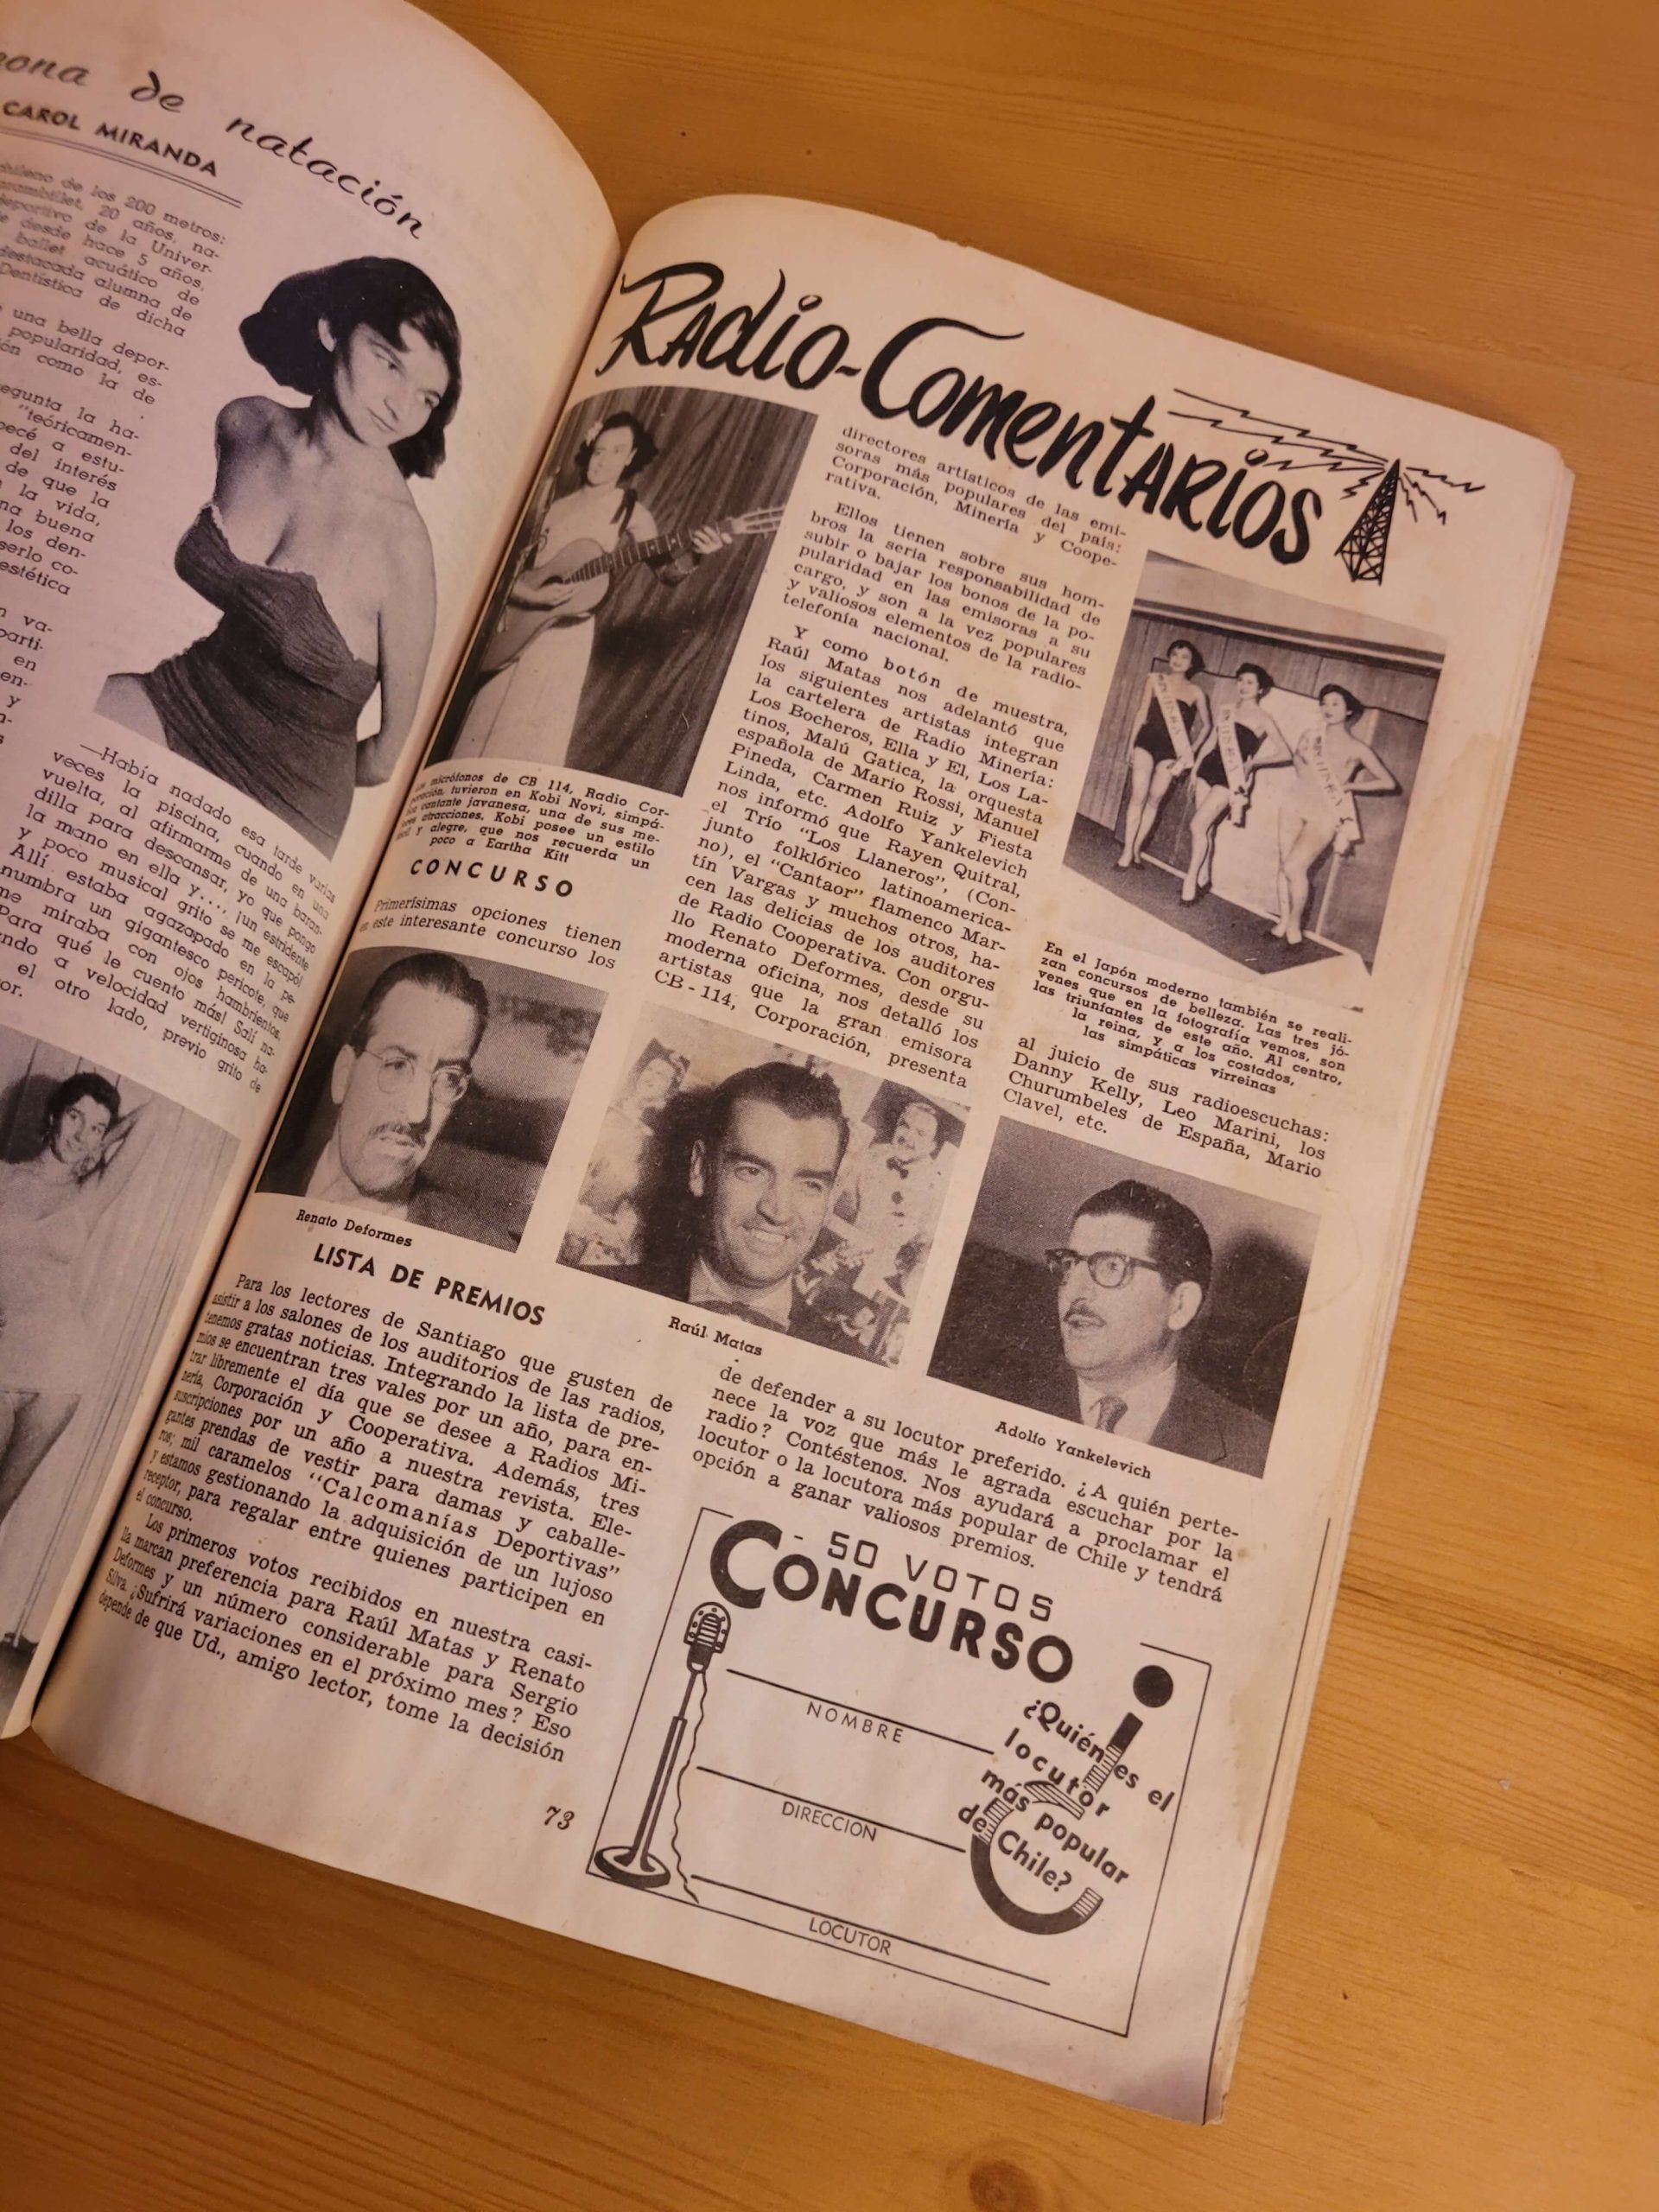 de natación
CAROL MIRANDA
de los 200 metros:
20 años, na-
de la Univer-
desde hace 5 años,
ballet acuático de
destacada alumna de
Dentística de dicha
una bella depor-
popularidad, es-
como la de
la ha-
"teóricamen-
a estu-
del interés
de que la
la vida,
buena
los den-
serlo co-
estética
va-
en
y
—Había nadado esa tarde varias
veces la piscina, cuando en una
vuelta, al afirmarme de una baran-
dilla para descansar, yo que pongo
la mano en ella y...., ¡un estridente
y poco musical grito se me escapó!
Allí estaba agazapado en la pe-
numbra un gigantesco pericote, que
me miraba con ojos hambrientos.
¡Para qué le cuento más! Salí na-
a velocidad vertiginosa ha-
el otro lado, previo grito de
RAdio-ComentARiOS
micrófonos de CB 114, Radio Cor-
poración, tuvieron en Kobi Novi, simpá-
cantante javanesa, una de sus me-
atracciones. Kobi posee un estilo
y alegre, que nos recuerda un
poco a Eartha Kitt
CONCURSO
Primerísimas opciones tienen
este interesante concurso los
Renato Deformes
LISTA DE PREMIOS
Para los lectores de Santiago que gusten de
asistir a los salones de los auditorios de las radios,
tenemos gratas noticias. Integrando la lista de pre-
mios se encuentran tres vales por un año, para en-
trar libremente el día que se desee a Radios Mi-
nería, Corporación y Cooperativa. Además, tres
suscripciones por un año a nuestra revista. Ele-
gantes prendas de vestir para damas y caballe-
ros; mil caramelos "Calcomanías Deportivas"
y estamos gestionando la adquisición de un lujoso
receptor, para regalar entre quienes participen en
el concurso.
Los primeros votos recibidos en nuestra casi-
lla marcan preferencia para Raúl Matas y Renato
Deformes y un número considerable para Sergio
Silva. ¿Sufrirá variaciones en el próximo mes? Eso
depende de que Ud., amigo lector, tome la decisión
directores artísticos de las emi-
soras más populares del país:
Corporación, Minería y Coope-
rativa.
Ellos tienen sobre sus hom-
bros la seria responsabilidad de
subir o bajar los bonos de la po-
pularidad en las emisoras a su
cargo, y son a la vez populares
y valiosos elementos de la radio-
telefonía nacional.
Y como botón de muestra,
Raúl Matas nos adelantó que
los siguientes artistas integran
la cartelera de Radio Minería:
Los Bocheros, Ella y El, Los La-
tinos, Malú Gatica, la orquesta
española de Mario Rossi, Manuel
Pineda, Carmen Ruiz y Fiesta
Linda, etc. Adolfo Yankelevich
nos informó que Rayen Quitral,
el Trío "Los Llaneros", (Con-
junto folklórico latinoamerica-
no), el "Cantaor" flamenco Mar-
tín Vargas y muchos otros, ha-
cen las delicias de los auditores
de Radio Cooperativa. Con orgu-
llo Renato Deformes, desde su
moderna oficina, nos detalló los
artistas que la gran emisora
CB - 114, Corporación, presenta
En el Japón moderno también se reali-
zan concursos de belleza. Las tres jó-
venes que en la fotografía vemos, son
las triunfantes de este año. Al centro,
la reina, y a los costados,
las simpáticas virreinas
al juicio de sus radioescuchas:
Danny Kelly, Leo Marini, los
Churumbeles de España, Mario
Clavel, etc.
Raúl Matas
Adolfo Yankelevich
de defender a su locutor preferido. ¿A quién perte-
nece la voz que más le agrada escuchar por la
radio? Contéstenos. Nos ayudará a proclamar el
locutor o la locutora más popular de Chile y tendrá
opción a ganar valiosos premios.
- 50 VOTOS
CONCURSO
NOMBRE
DIRECCION
LOCUTOR
¿Quién es el
locutor
más popular
de Chile?
73